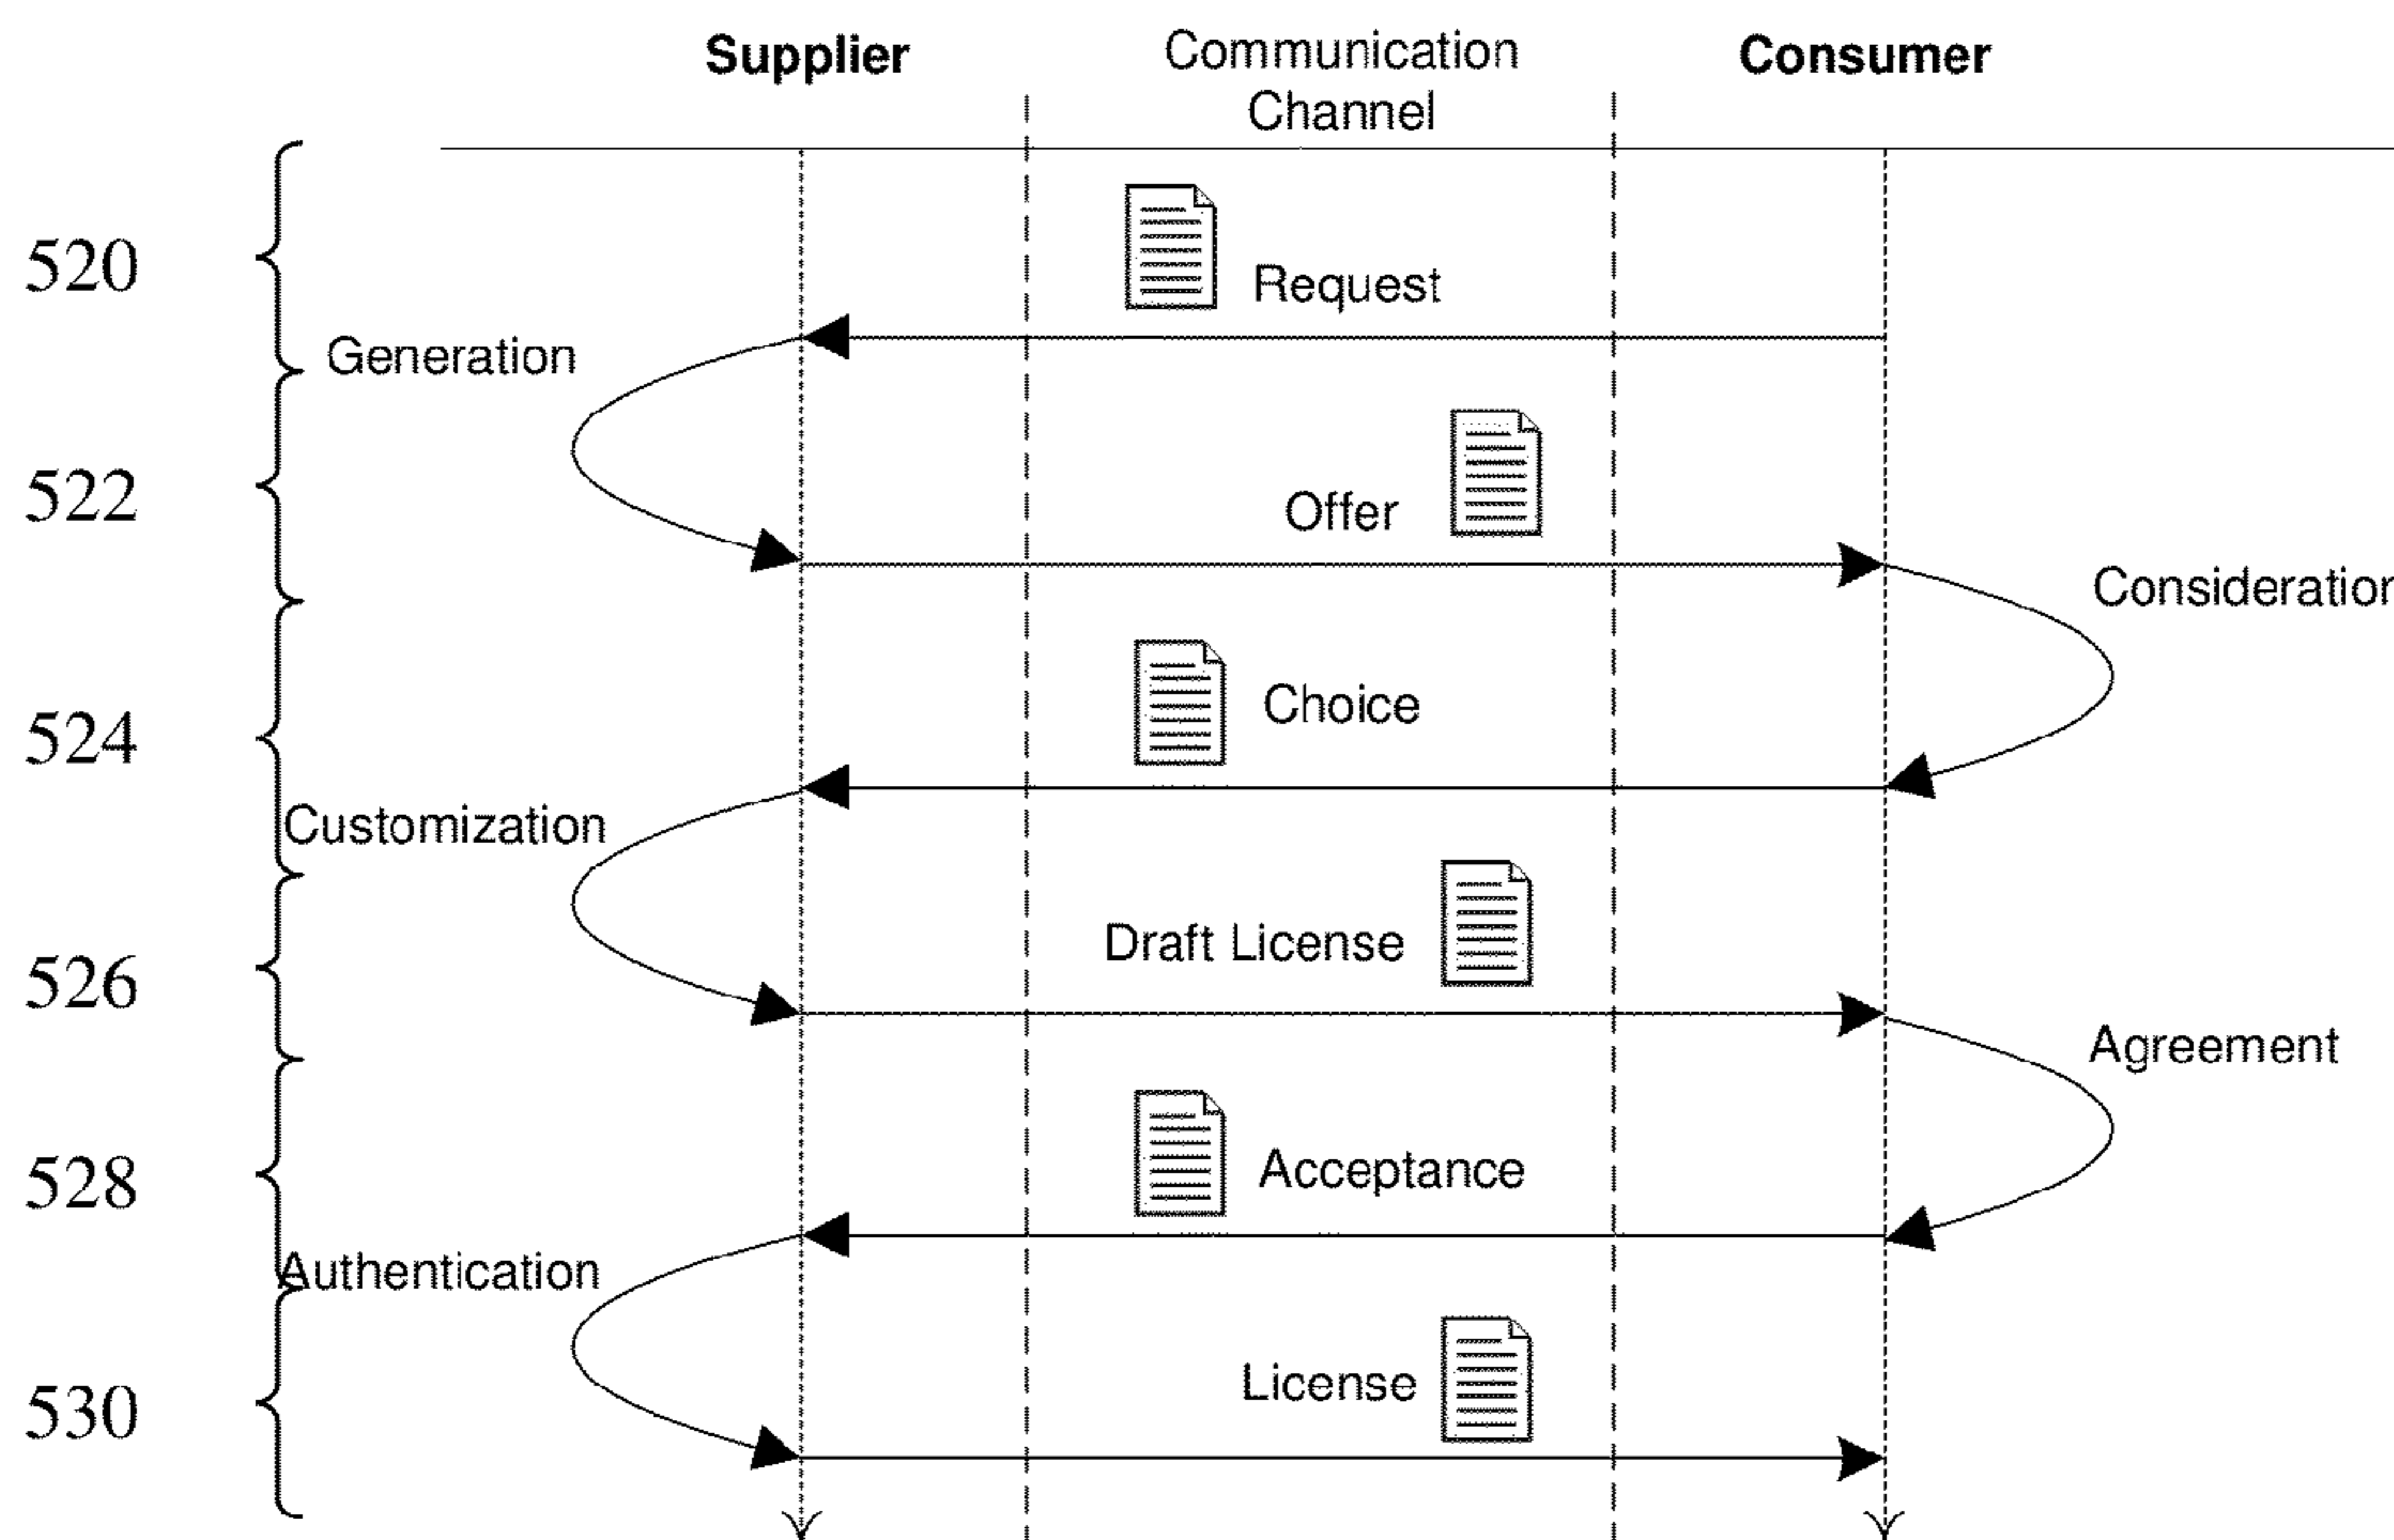 Supplier
Communication
Channel
Consumer
520
Request
Generation
522
Offer
Consideration
524
Choice
Customization
526
Draft License
Agreement
528
Acceptance
Authentication
530
License